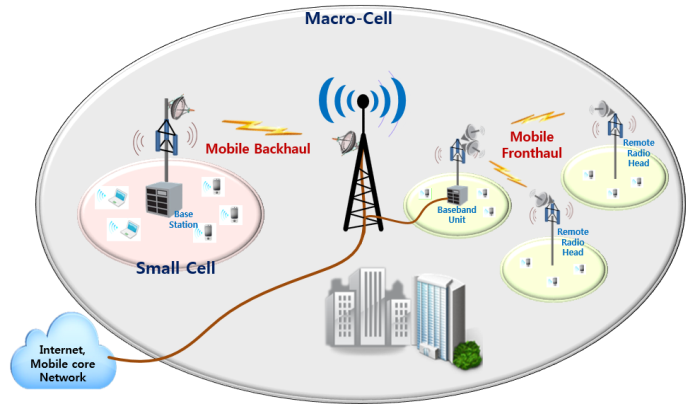 Macro-Cell
Mobile Backhaul
Mobile
Fronthaul
Remote
Radio
Head
Base
Station
Baseband
Unit
Remote
Radio
Head
Small Cell
Internet,
Mobile core
Network